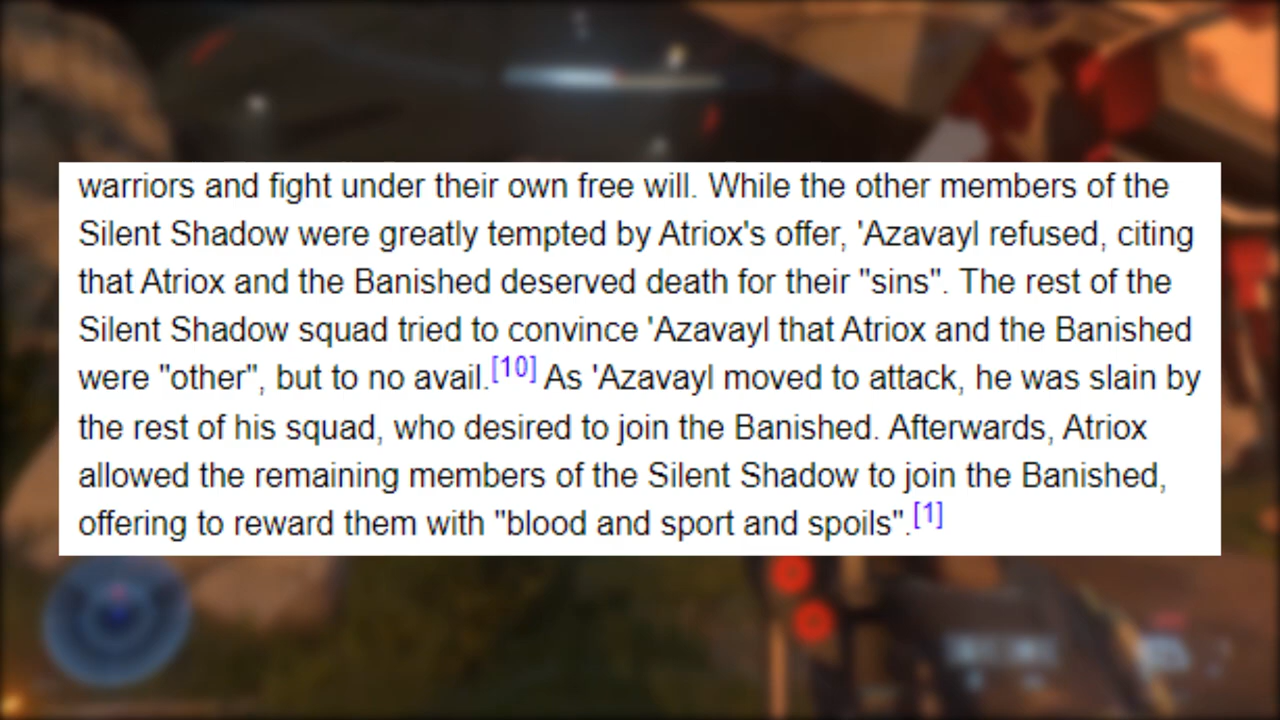 warriors and fight under their own free will. While the other members of the
Silent Shadow were greatly tempted by Atriox's offer, 'Azavayl refused, citing
that Atriox and the Banished deserved death for their "sins". The rest of the
Silent Shadow squad tried to convince 'Azavayl that Atriox and the Banished
were "other", but to no avail.[10] As 'Azavayl moved to attack, he was slain by
the rest of his squad, who desired to join the Banished. Afterwards, Atriox
allowed the remaining members of the Silent Shadow to join the Banished,
offering to reward them with "blood and sport and spoils".[1]